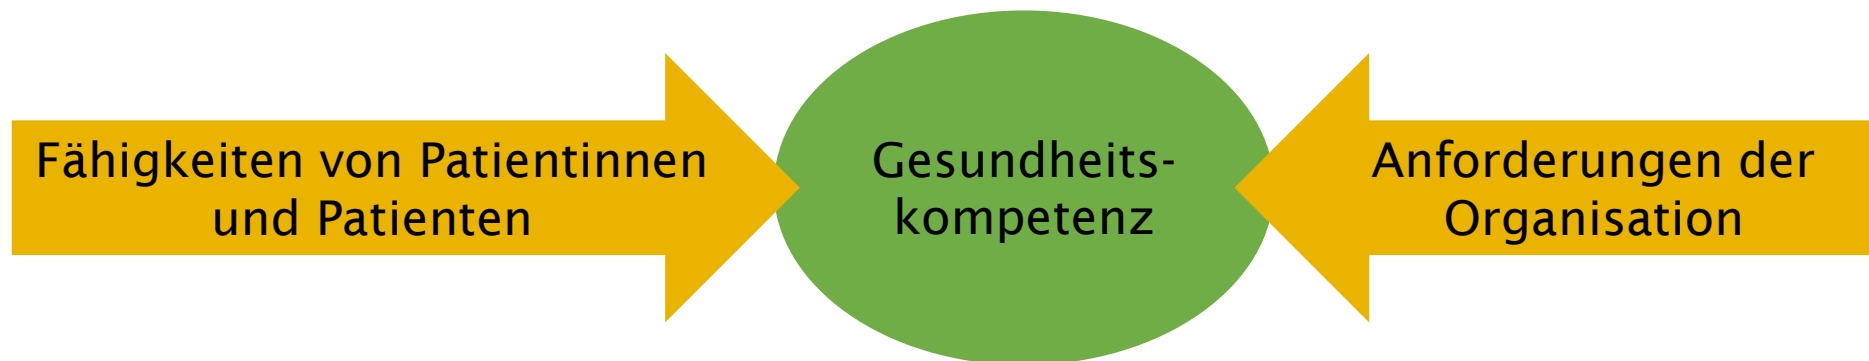 Fähigkeiten von Patientinnen
und Patienten
Gesundheits-
kompetenz
Anforderungen der
Organisation